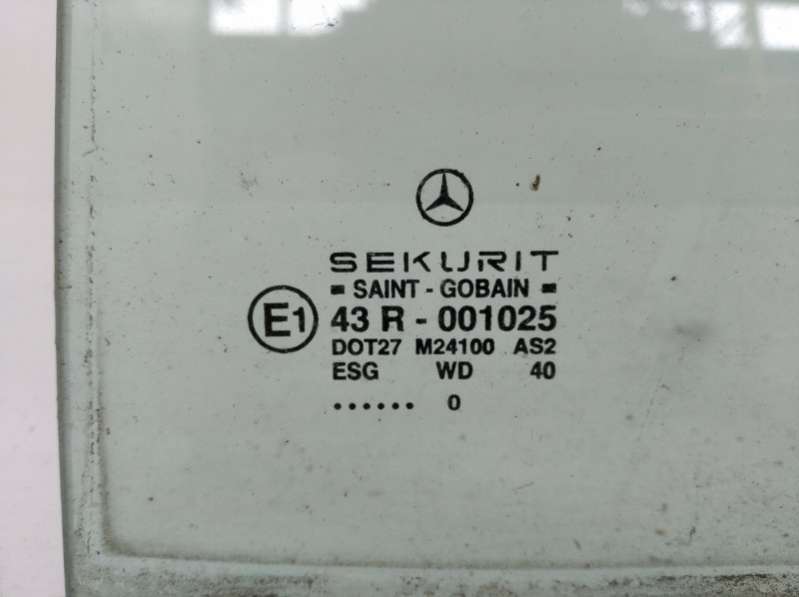 SEKURIT
SAINT - GOBAIN
E1 43 R - 001025
DOT27 M24100 AS2
ESG WD 40
...... 0